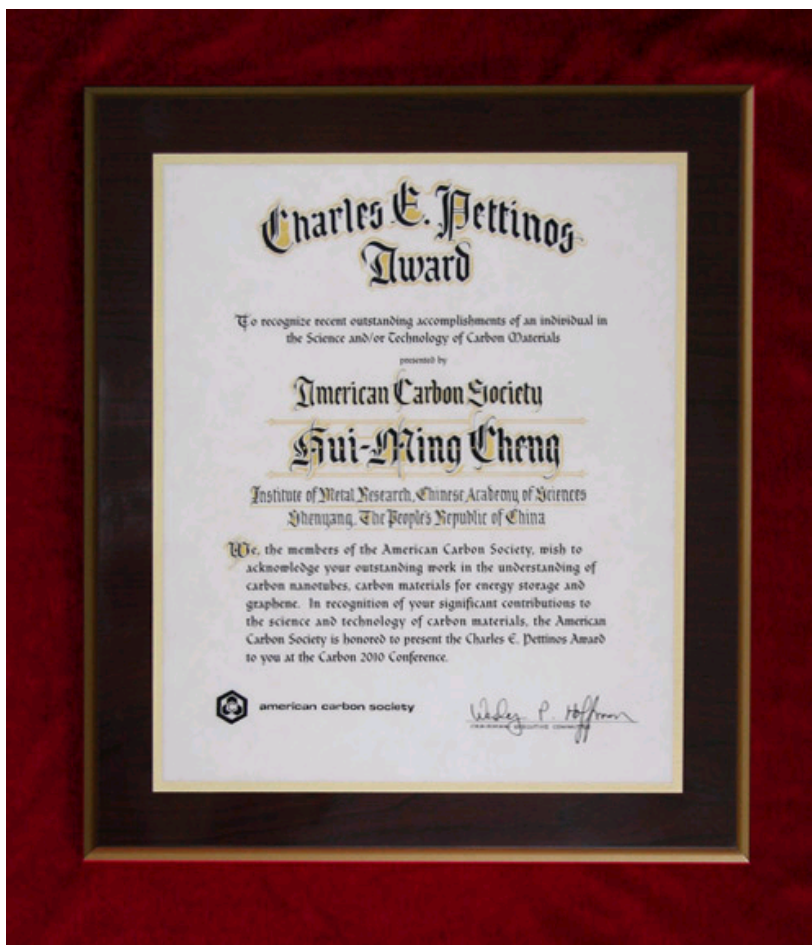 Charles E. Pettinos
Award
To recognize recent outstanding accomplishments of an individual in
the Science and/or Technology of Carbon Materials
presented by
American Carbon Society
Hui-Ming Cheng
Institute of Metal Research, Chinese Academy of Sciences
Shenyang, The People's Republic of China
We, the members of the American Carbon Society, wish to
acknowledge your outstanding work in the understanding of
carbon nanotubes, carbon materials for energy storage and
graphene. In recognition of your significant contributions to
the science and technology of carbon materials, the American
Carbon Society is honored to present the Charles E. Pettinos Award
to you at the Carbon 2010 Conference.
american carbon society
Wesley P. Hoffman
EXECUTIVE COMMITTEE